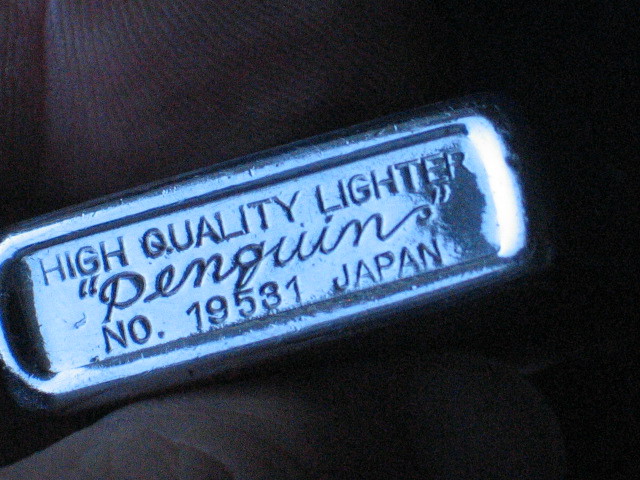 HIGH QUALITY LIGHTER
"Penguin."
NO. 19531 JAPAN